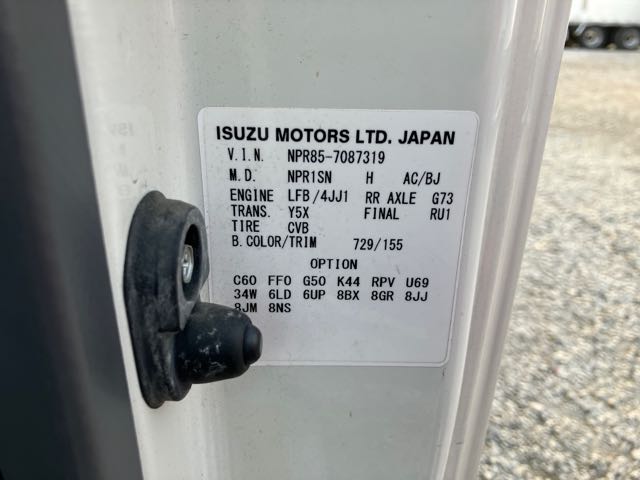 ISUZU MOTORS LTD. JAPAN
V.I.N. NPR85-7087319
M.D. NPR1SN H AC/BJ
ENGINE LFB/4JJ1 RR AXLE G73
TRANS. Y5X FINAL RU1
TIRE CVB
B.COLOR/TRIM 729/155
OPTION
C60 FF0 G50 K44 RPV U69
34W 6LD 6UP 8BX 8GR 8JJ
8JM 8NS